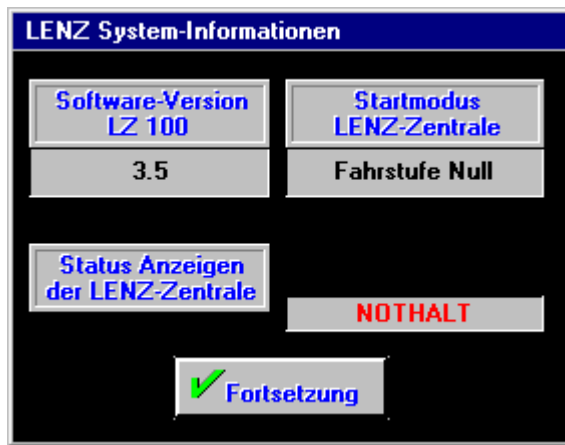 LENZ System-Informationen
Software-Version
LZ 100
3.5
Startmodus
LENZ-Zentrale
Fahrstufe Null
Status Anzeigen
der LENZ-Zentrale
NOTHALT
Fortsetzung